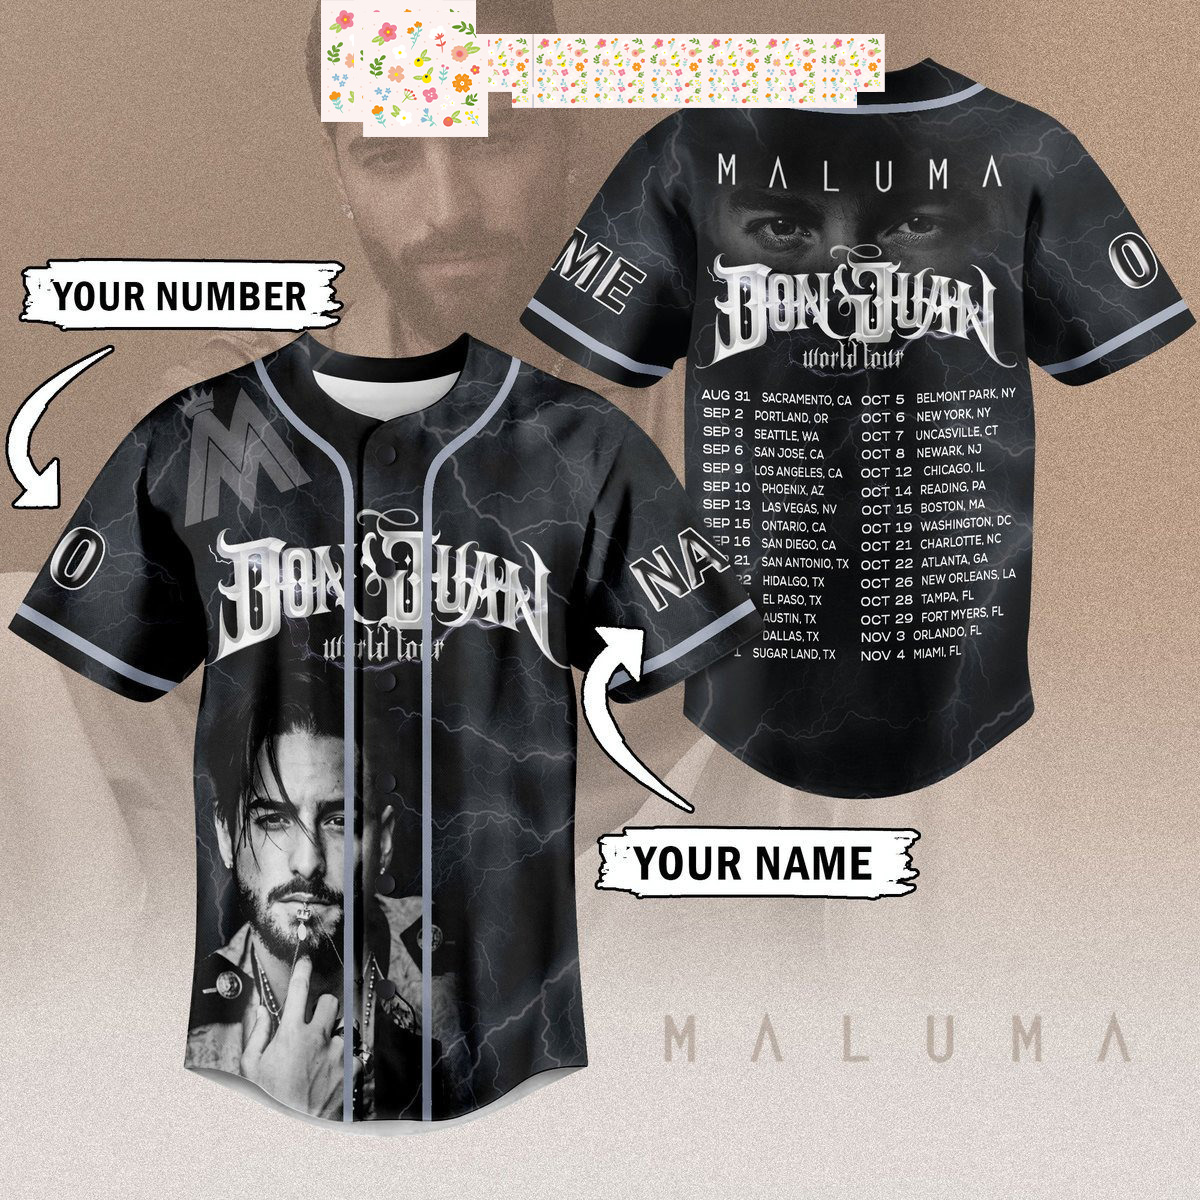 YOUR NUMBER
0
M
DON JUAN
world tour
NA
ME
0
MALUMA
DON JUAN
world tour
AUG 31 SACRAMENTO, CA
SEP 2 PORTLAND, OR
SEP 3 SEATTLE, WA
SEP 6 SAN JOSE, CA
SEP 9 LOS ANGELES, CA
SEP 10 PHOENIX, AZ
SEP 13 LAS VEGAS, NV
SEP 15 ONTARIO, CA
SEP 16 SAN DIEGO, CA
21 SAN ANTONIO, TX
22 HIDALGO, TX
EL PASO, TX
AUSTIN, TX
DALLAS, TX
1 SUGAR LAND, TX
OCT 5 BELMONT PARK, NY
OCT 6 NEW YORK, NY
OCT 7 UNCASVILLE, CT
OCT 8 NEWARK, NJ
OCT 12 CHICAGO, IL
OCT 14 READING, PA
OCT 15 BOSTON, MA
OCT 19 WASHINGTON, DC
OCT 21 CHARLOTTE, NC
OCT 22 ATLANTA, GA
OCT 26 NEW ORLEANS, LA
OCT 28 TAMPA, FL
OCT 29 FORT MYERS, FL
NOV 3 ORLANDO, FL
NOV 4 MIAMI, FL
YOUR NAME
MALUMA